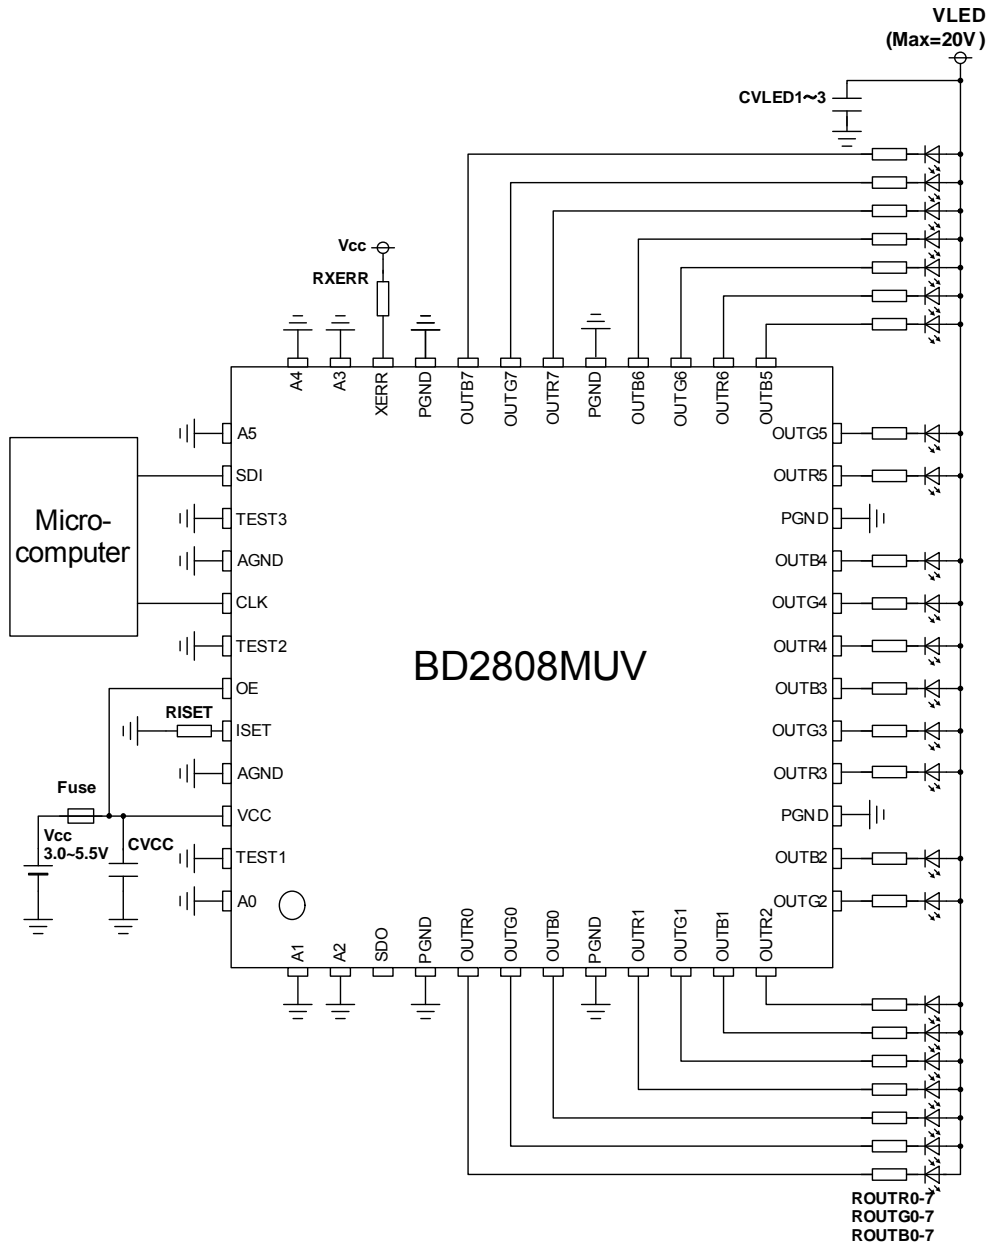 VLED
(Max=20V)
CVLED1～3
Vcc
RXERR
A4
A3
XERR
PGND
OUTB7
OUTG7
OUTR7
PGND
OUTB6
OUTG6
OUTR6
OUTB5
A5
SDI
TEST3
AGND
CLK
TEST2
OE
ISET
AGND
VCC
TEST1
A0
Micro-
computer
RISET
Fuse
Vcc
3.0~5.5V
CVCC
BD2808MUV
OUTG5
OUTR5
PGND
OUTB4
OUTG4
OUTR4
OUTB3
OUTG3
OUTR3
PGND
OUTB2
OUTG2
A1
A2
SDO
PGND
OUTR0
OUTG0
OUTB0
PGND
OUTR1
OUTG1
OUTB1
OUTR2
ROUTR0-7
ROUTG0-7
ROUTB0-7